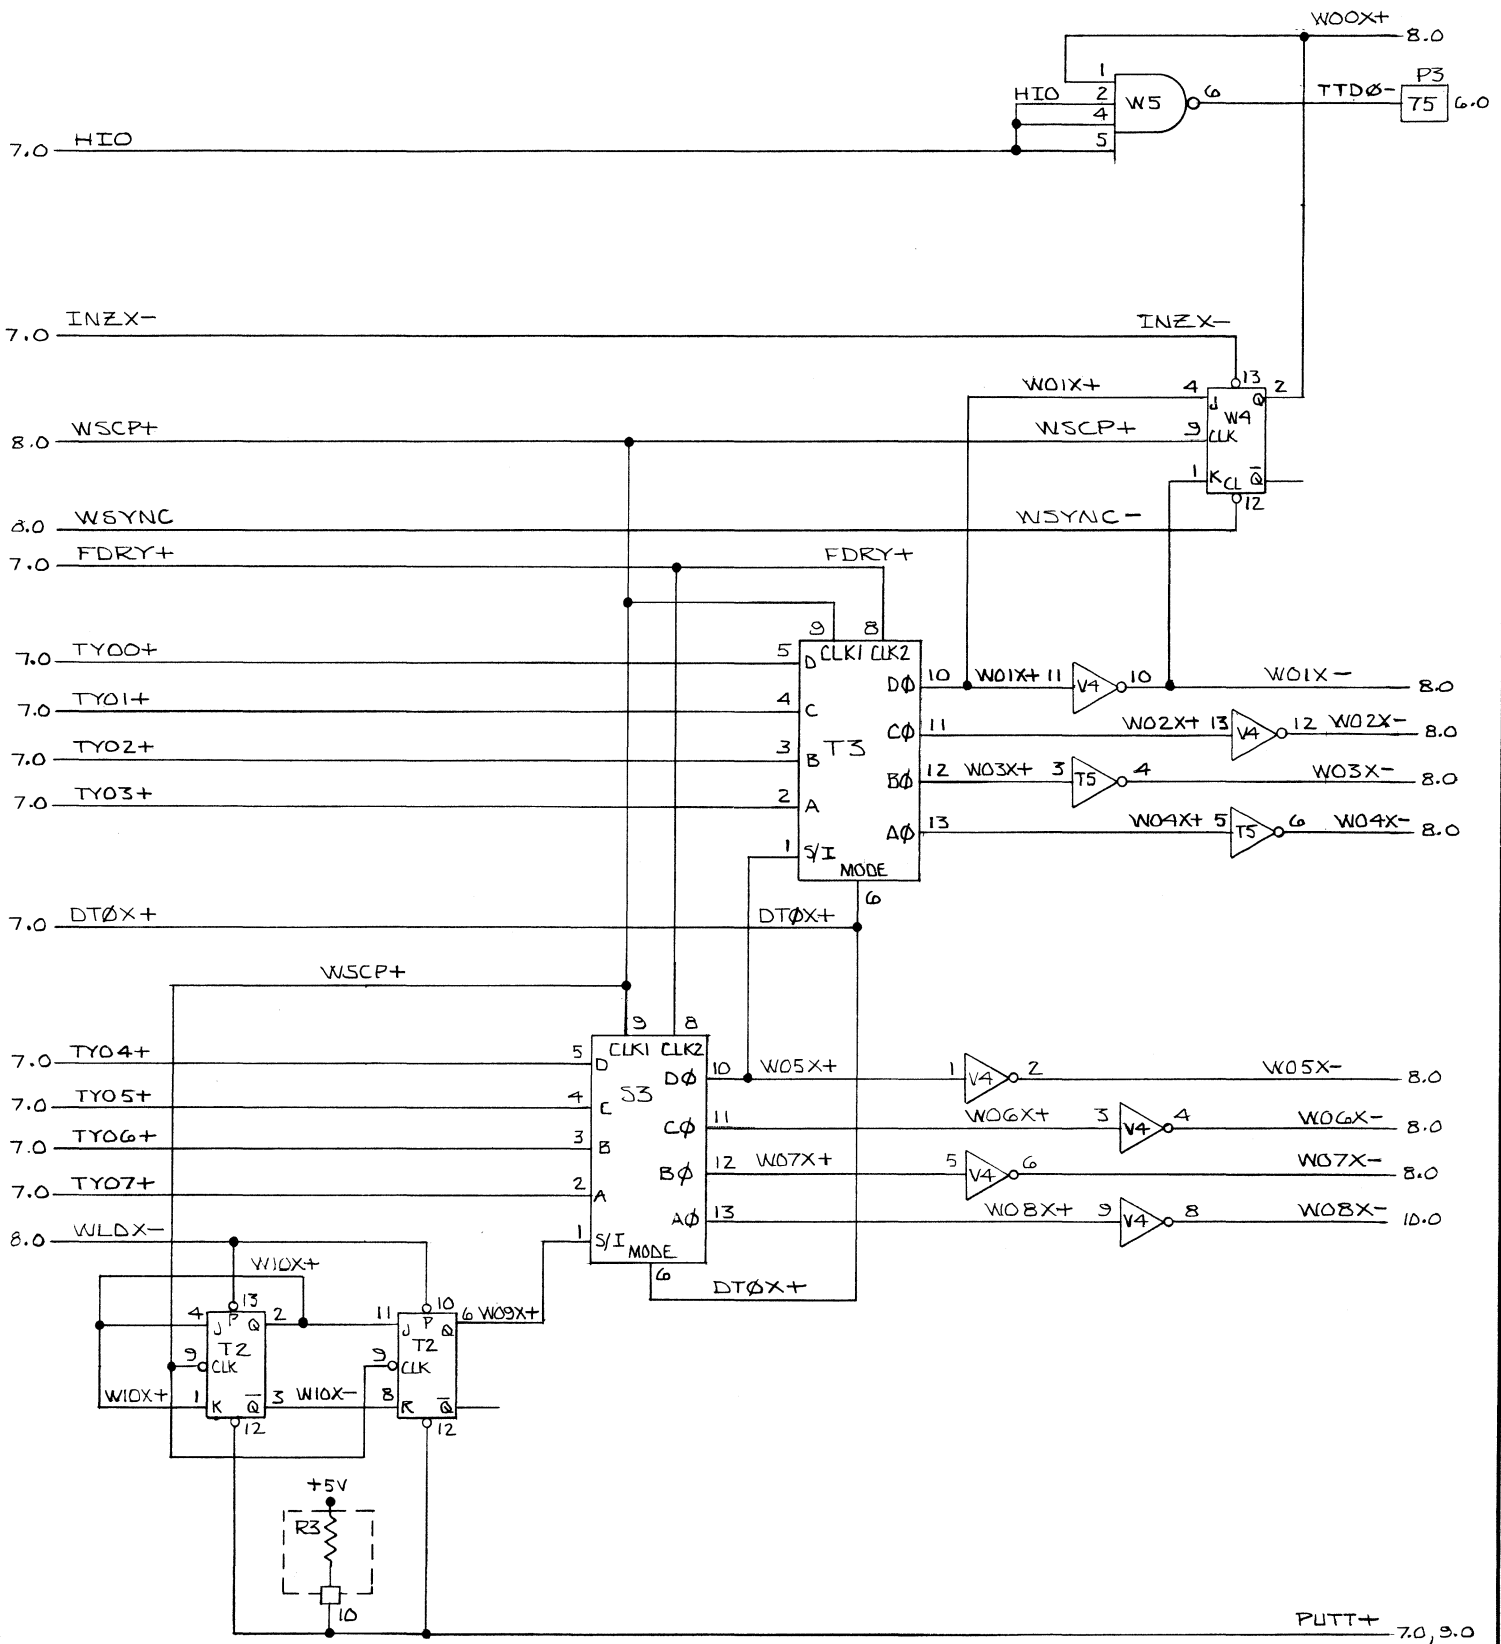 W00X+
8.0
P3
HIO 1 2 4 5 W5 6 TTDØ- 75 6.0
7.0 HIO
7.0 INZX- INZX-
13
W01X+ 4 J Q 2
W4
8.0 WSCP+ WSCP+ 9 CLK
1 K CL Q̅
12
8.0 WSYNC WSYNC-
7.0 FDRY+ FDRY+
9 8
CLK1 CLK2
7.0 TY00+ 5 D
DØ 10 W01X+ 11 V4 10 W01X- 8.0
7.0 TY01+ 4 C
CØ 11 W02X+ 13 V4 12 W02X- 8.0
T3
7.0 TY02+ 3 B
BØ 12 W03X+ 3 T5 4 W03X- 8.0
7.0 TY03+ 2 A
AØ 13 W04X+ 5 T5 6 W04X- 8.0
1 S/I
MODE
6
7.0 DTØX+ DTØX+
WSCP+
9 8
CLK1 CLK2
7.0 TY04+ 5 D
DØ 10 W05X+ 1 V4 2 W05X- 8.0
S3
7.0 TY05+ 4 C
CØ 11 W06X+ 3 V4 4 W06X- 8.0
7.0 TY06+ 3 B
BØ 12 W07X+ 5 V4 6 W07X- 8.0
7.0 TY07+ 2 A
AØ 13 W08X+ 9 V4 8 W08X- 10.0
8.0 WLDX- 1 S/I
MODE
6
W10X+
DTØX+
13 10
4 J P Q 2 11 J P Q 6 W09X+
T2 T2
9 CLK 9 CLK
W10X+ 1 K Q̅ 3 W10X- 8 K Q̅
12 12
+5V
R3
10
PUTT+ 7.0, 9.0